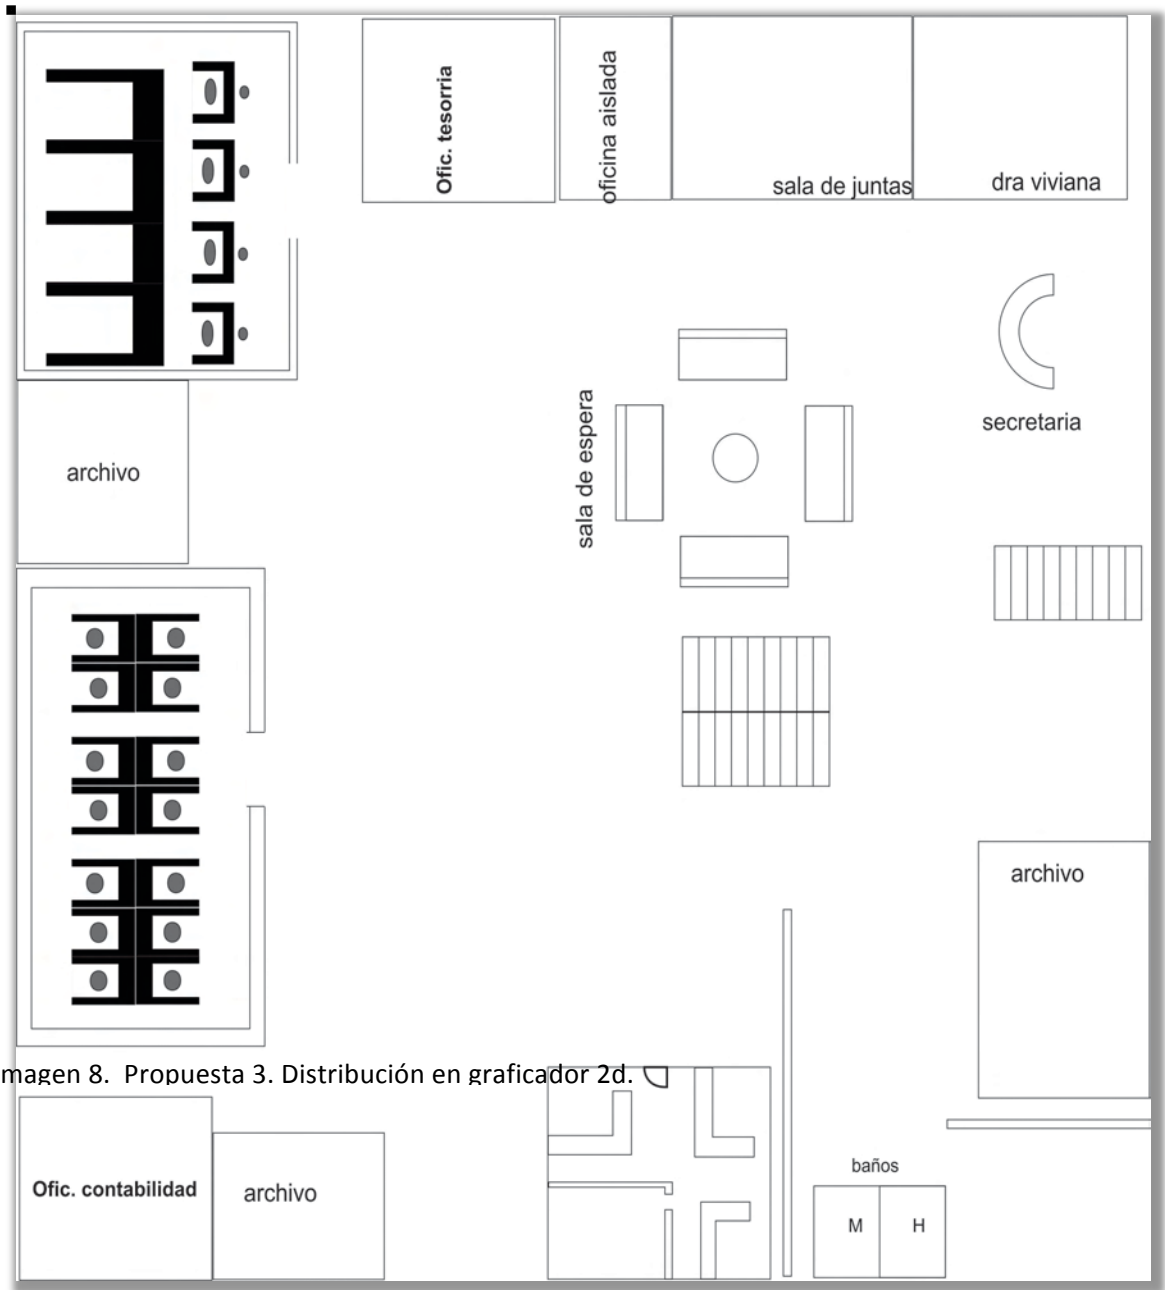 Ofic. tesorria
oficina aislada
sala de juntas
dra viviana
secretaria
sala de espera
archivo
archivo
magen 8. Propuesta 3. Distribución en graficador 2d.
Ofic. contabilidad
archivo
baños
M
H